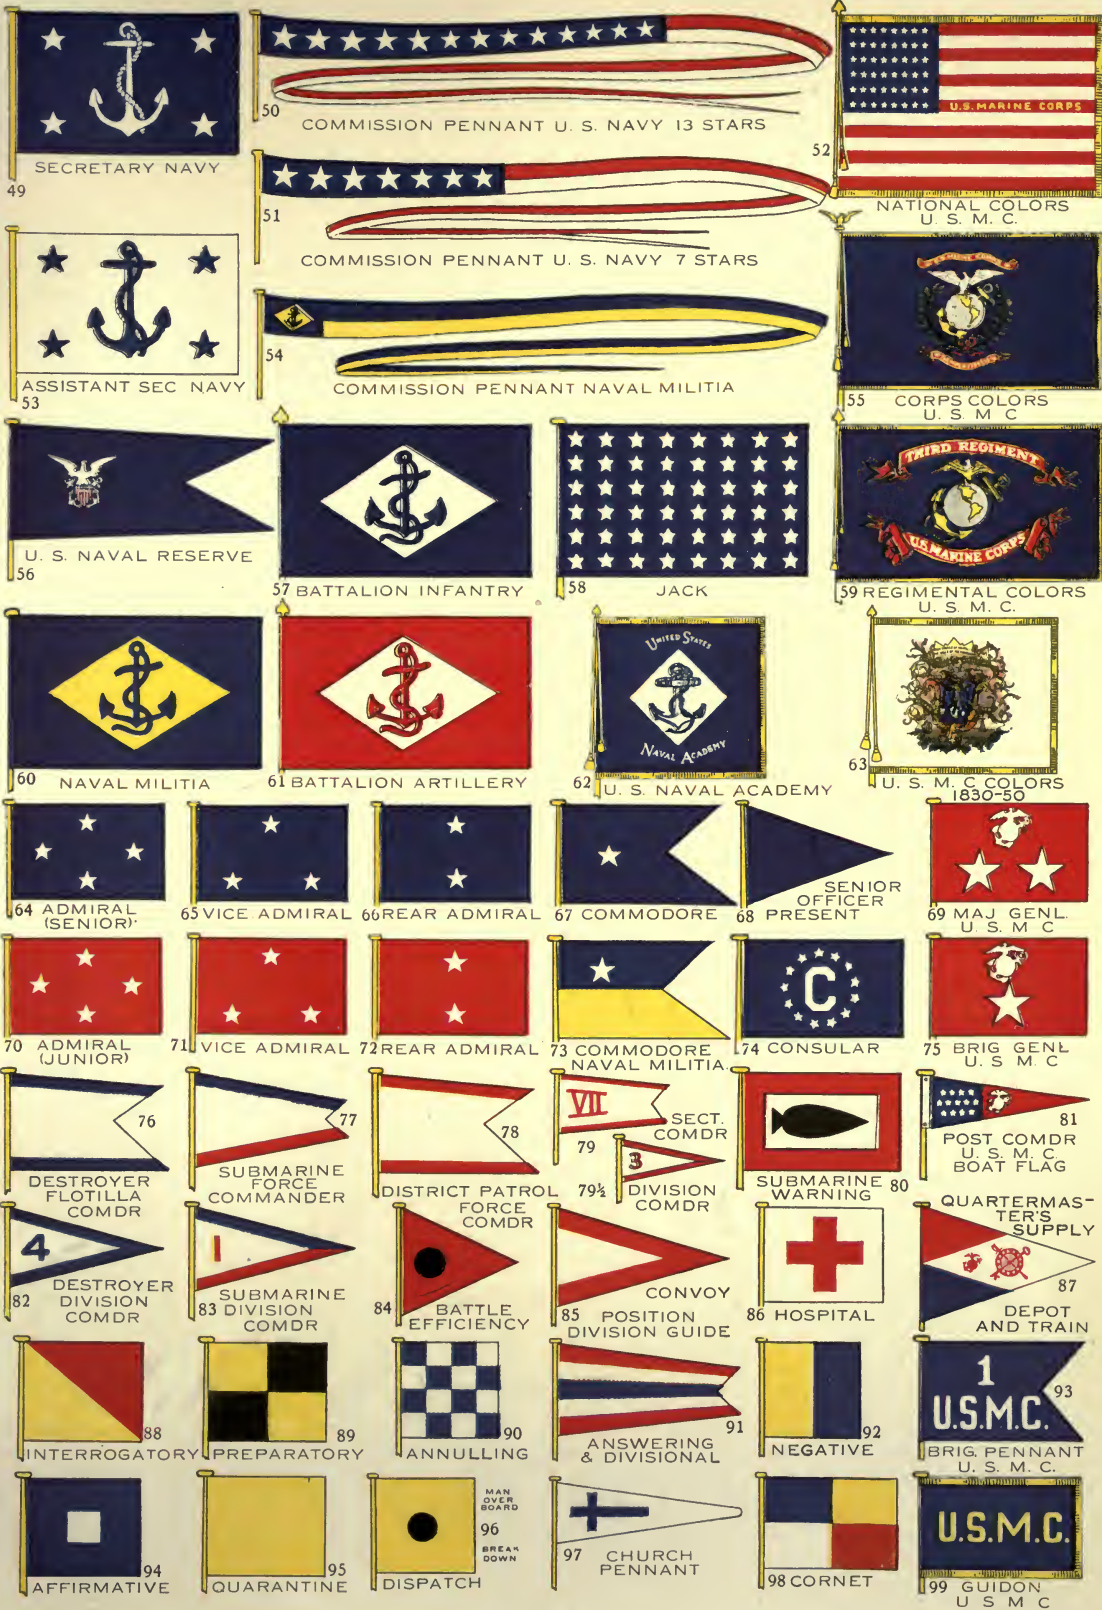 SECRETARY NAVY
49
50
COMMISSION PENNANT U. S. NAVY 13 STARS
U.S. MARINE CORPS
52
NATIONAL COLORS
U. S. M. C.
51
COMMISSION PENNANT U. S. NAVY 7 STARS
ASSISTANT SEC NAVY
53
54
COMMISSION PENNANT NAVAL MILITIA
55 CORPS COLORS
U. S. M C
U. S. NAVAL RESERVE
56
57 BATTALION INFANTRY
58 JACK
THIRD REGIMENT
U.S. MARINE CORPS
59 REGIMENTAL COLORS
U. S. M. C.
60 NAVAL MILITIA
61 BATTALION ARTILLERY
UNITED STATES
NAVAL ACADEMY
62 U. S. NAVAL ACADEMY
63
U. S. M. C COLORS
1830-50
64 ADMIRAL
(SENIOR).
65 VICE ADMIRAL
66 REAR ADMIRAL
67 COMMODORE
SENIOR
OFFICER
68 PRESENT
69 MAJ GENL.
U. S M C
70 ADMIRAL
(JUNIOR)
71 VICE ADMIRAL
72 REAR ADMIRAL
73 COMMODORE
NAVAL MILITIA.
C
74 CONSULAR
75 BRIG GENL
U. S M. C
76
DESTROYER
FLOTILLA
COMDR
77
SUBMARINE
FORCE
COMMANDER
78
DISTRICT PATROL
FORCE
COMDR
VII
79
SECT.
COMDR
3
79½ DIVISION
COMDR
SUBMARINE 80
WARNING
81
POST COMDR
U. S. M. C.
BOAT FLAG
4
82
DESTROYER
DIVISION
COMDR
1
83
SUBMARINE
DIVISION
COMDR
84
BATTLE
EFFICIENCY
CONVOY
85 POSITION
DIVISION GUIDE
86 HOSPITAL
QUARTERMAS-
TER'S
SUPPLY
87
DEPOT
AND TRAIN
88
INTERROGATORY
89
PREPARATORY
90
ANNULLING
91
ANSWERING
& DIVISIONAL
92
NEGATIVE
1
U.S.M.C.
93
BRIG. PENNANT
U. S. M. C.
94
AFFIRMATIVE
95
QUARANTINE
MAN
OVER
BOARD
96
BREAK
DOWN
DISPATCH
97
CHURCH
PENNANT
98 CORNET
U.S.M.C.
99 GUIDON
U S M C